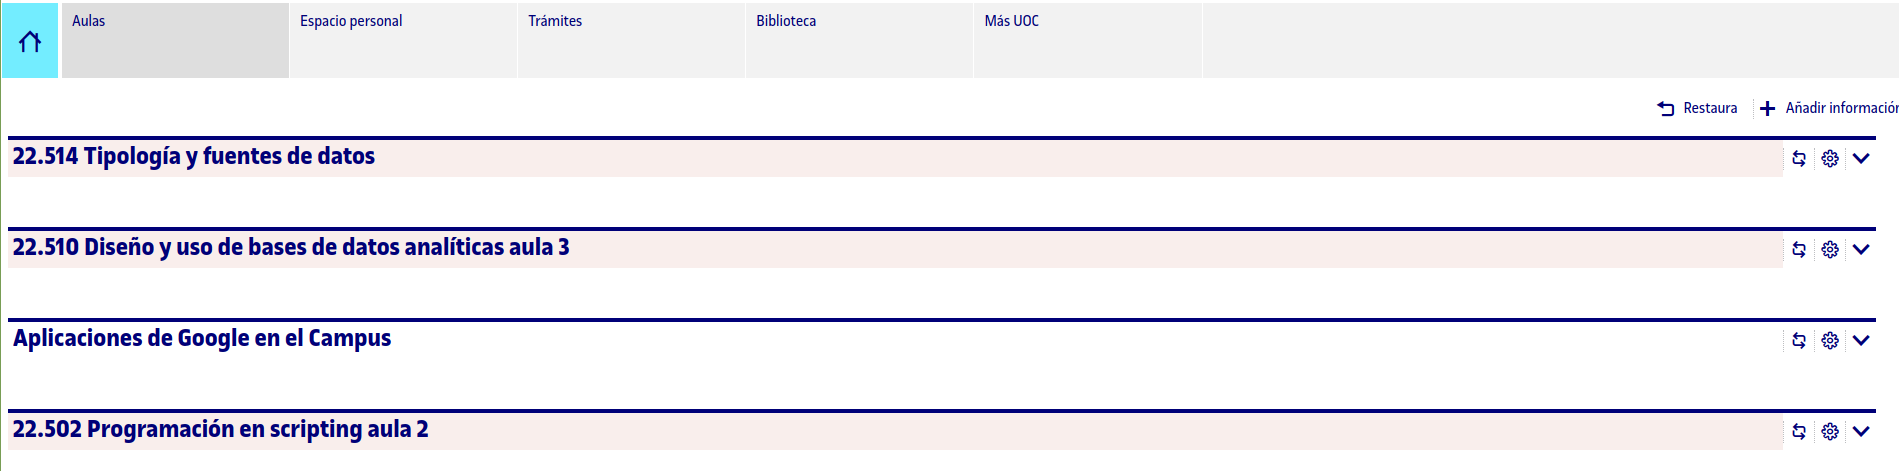 Aulas
Espacio personal
Trámites
Biblioteca
Más UOC
Restaura
Añadir información
22.514 Tipología y fuentes de datos
22.510 Diseño y uso de bases de datos analíticas aula 3
Aplicaciones de Google en el Campus
22.502 Programación en scripting aula 2